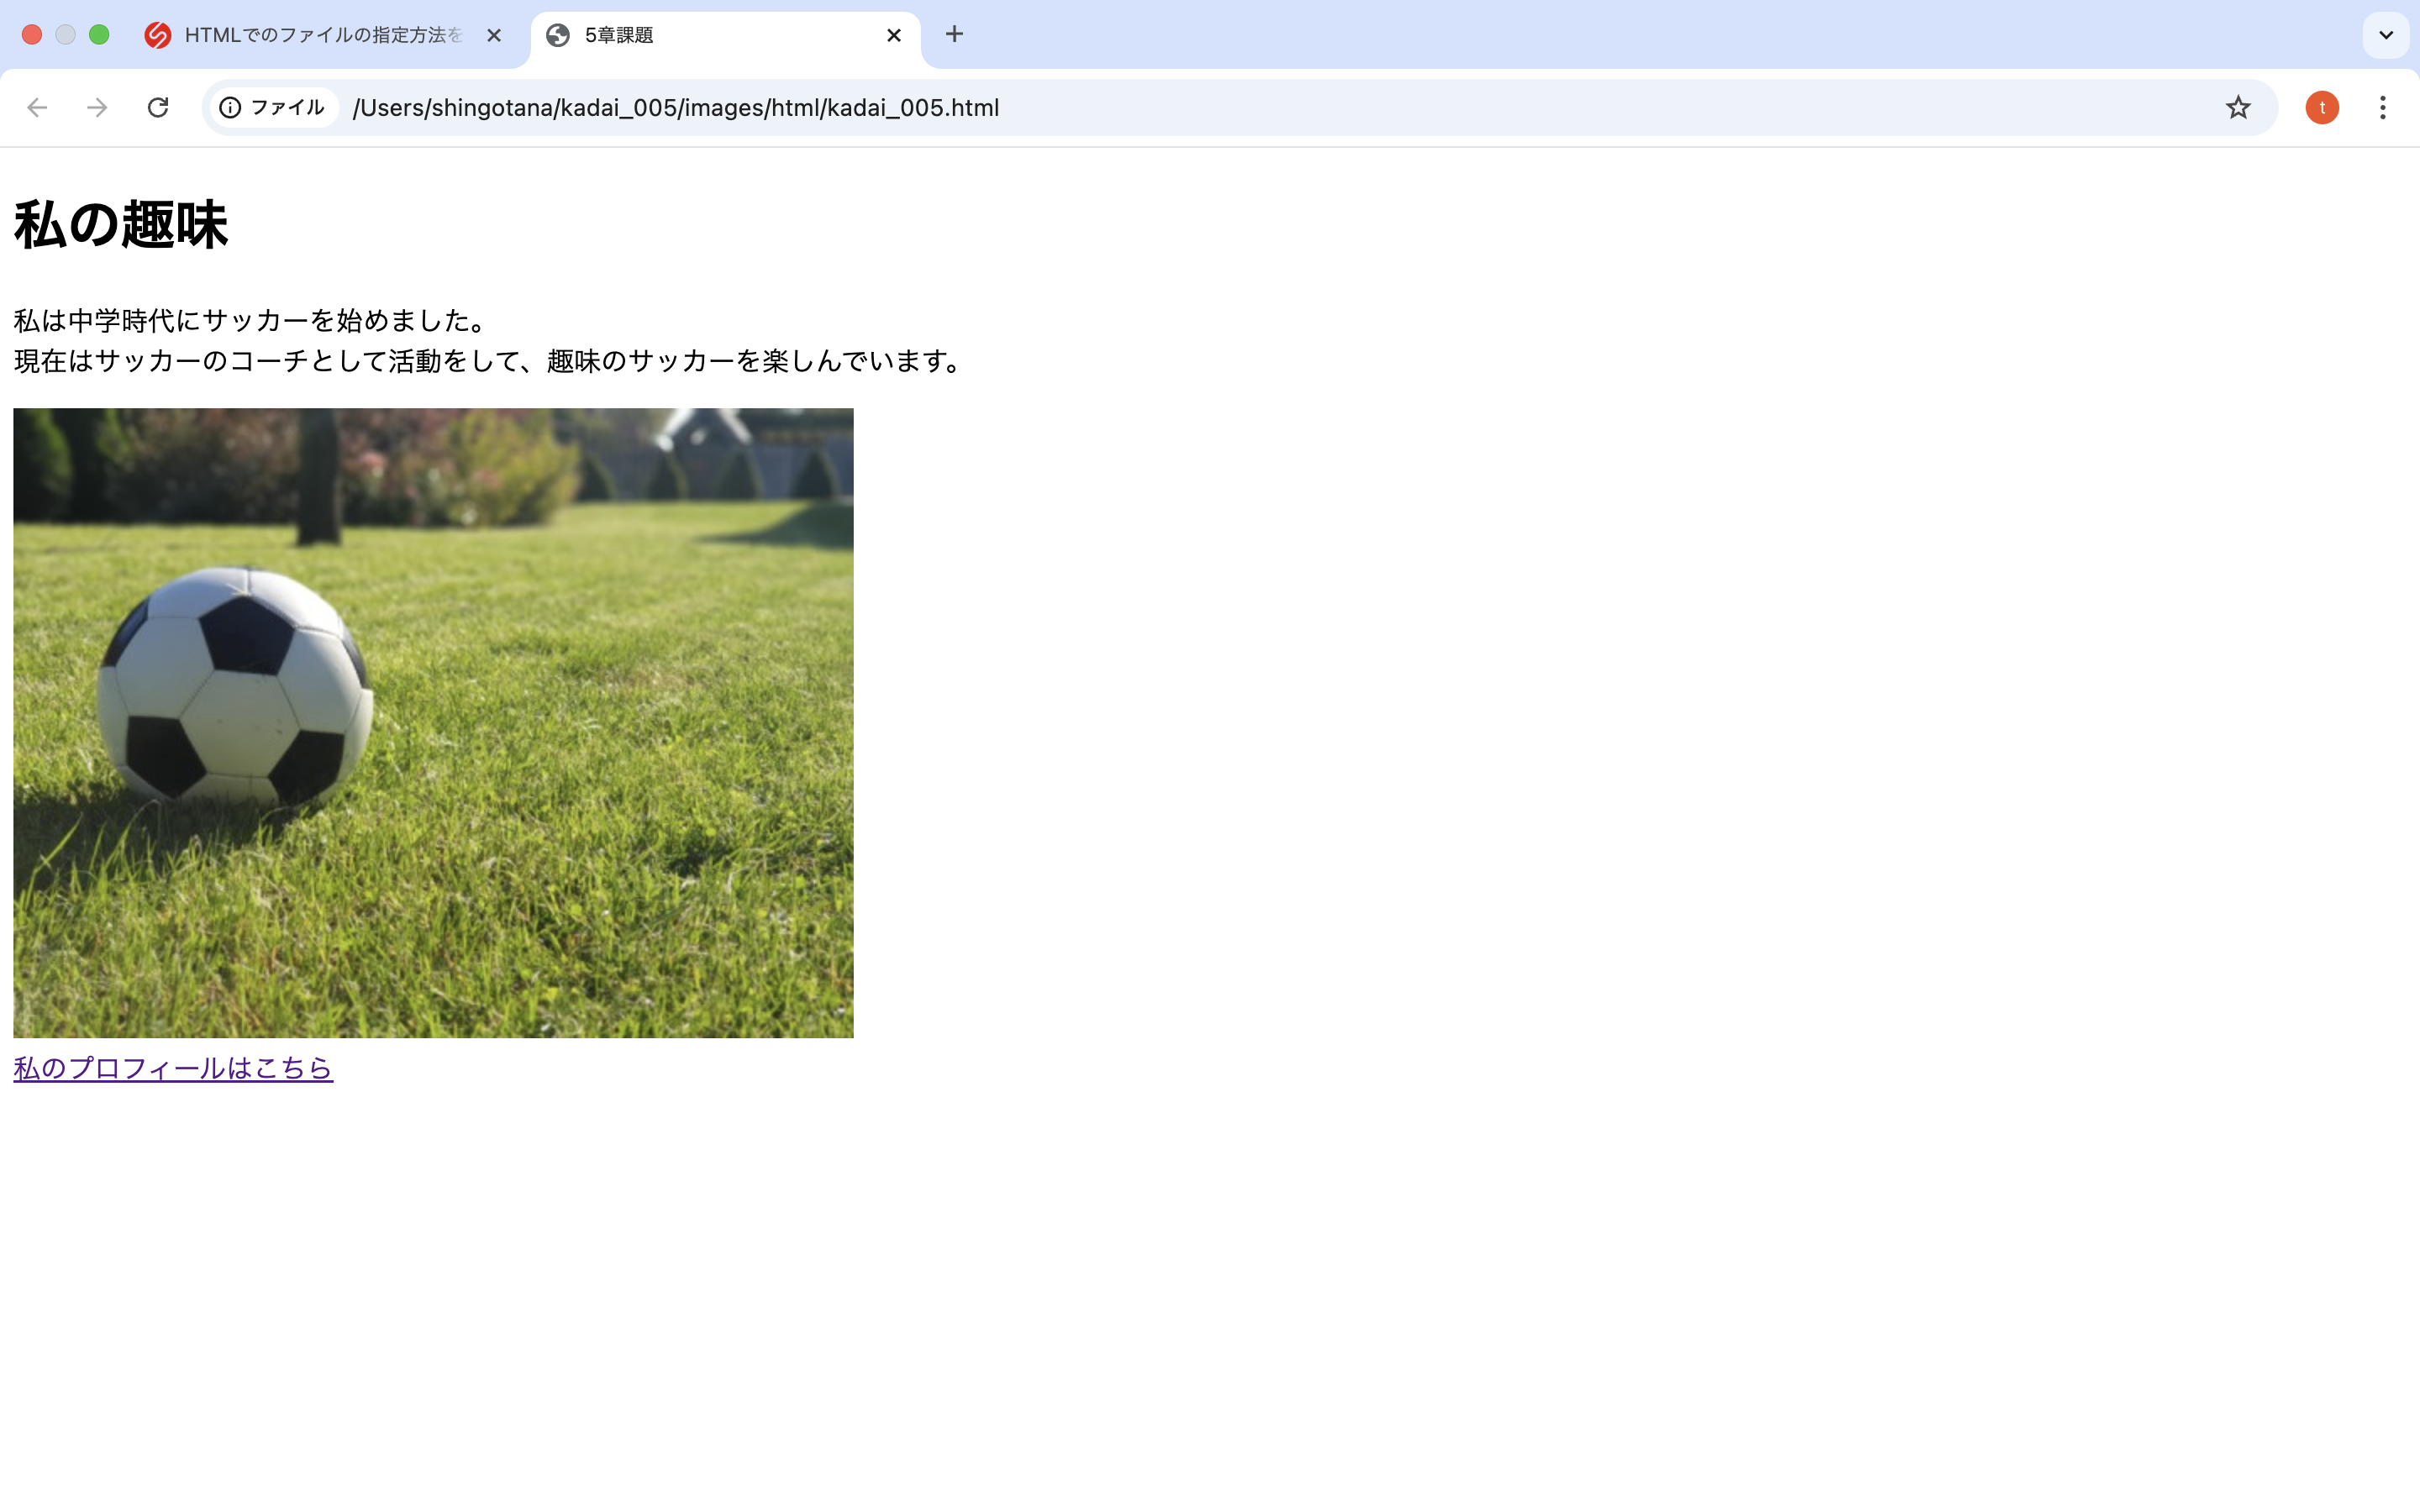 HTMLでのファイルの指定方法を
5章課題
ファイル
/Users/shingotana/kadai_005/images/html/kadai_005.html
t
私の趣味
私は中学時代にサッカーを始めました。
現在はサッカーのコーチとして活動をして、趣味のサッカーを楽しんでいます。
私のプロフィールはこちら